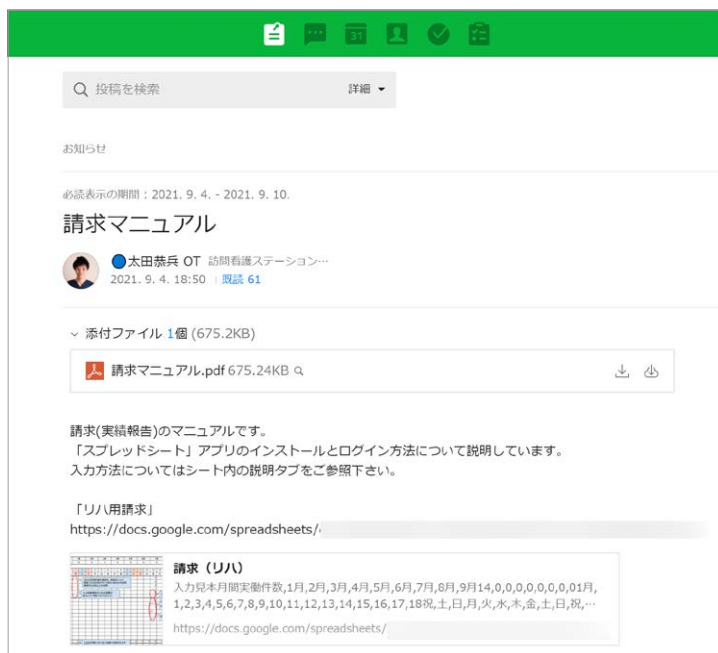 31
投稿を検索 詳細
お知らせ
必読表示の期間：2021. 9. 4. - 2021. 9. 10.
請求マニュアル
太田恭兵 OT 訪問看護ステーション…
2021. 9. 4. 18:50 既読 61
添付ファイル 1個 (675.2KB)
請求マニュアル.pdf 675.24KB
請求(実績報告)のマニュアルです。
「スプレッドシート」アプリのインストールとログイン方法について説明しています。
入力方法についてはシート内の説明タブをご参照下さい。
「リハ用請求」
https://docs.google.com/spreadsheets/
請求（リハ）
入力見本月間実働件数,1月,2月,3月,4月,5月,6月,7月,8月,9月14,0,0,0,0,0,0,0,01月,
1,2,3,4,5,6,7,8,9,10,11,12,13,14,15,16,17,18祝,土,日,月,火,水,木,金,土,日,祝,…
https://docs.google.com/spreadsheets/